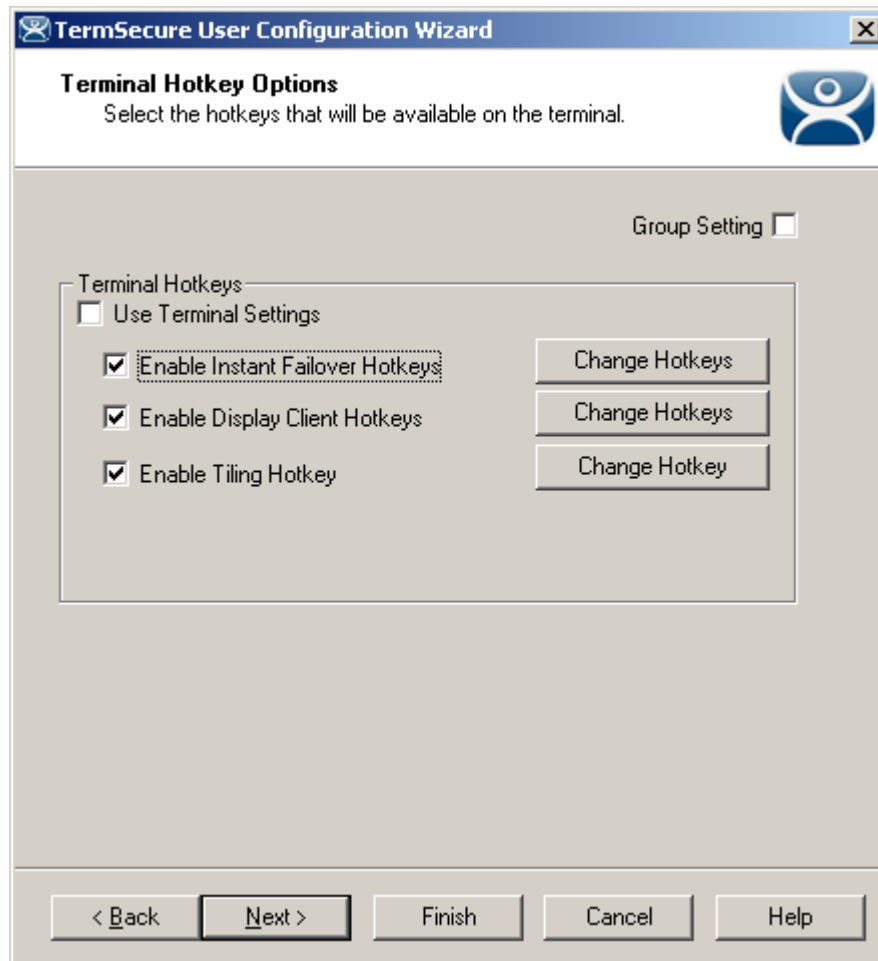 TermSecure User Configuration Wizard
Terminal Hotkey Options
Select the hotkeys that will be available on the terminal.
Group Setting
Terminal Hotkeys
Use Terminal Settings
Enable Instant Failover Hotkeys
Change Hotkeys
Enable Display Client Hotkeys
Change Hotkeys
Enable Tiling Hotkey
Change Hotkey
< Back
Next >
Finish
Cancel
Help